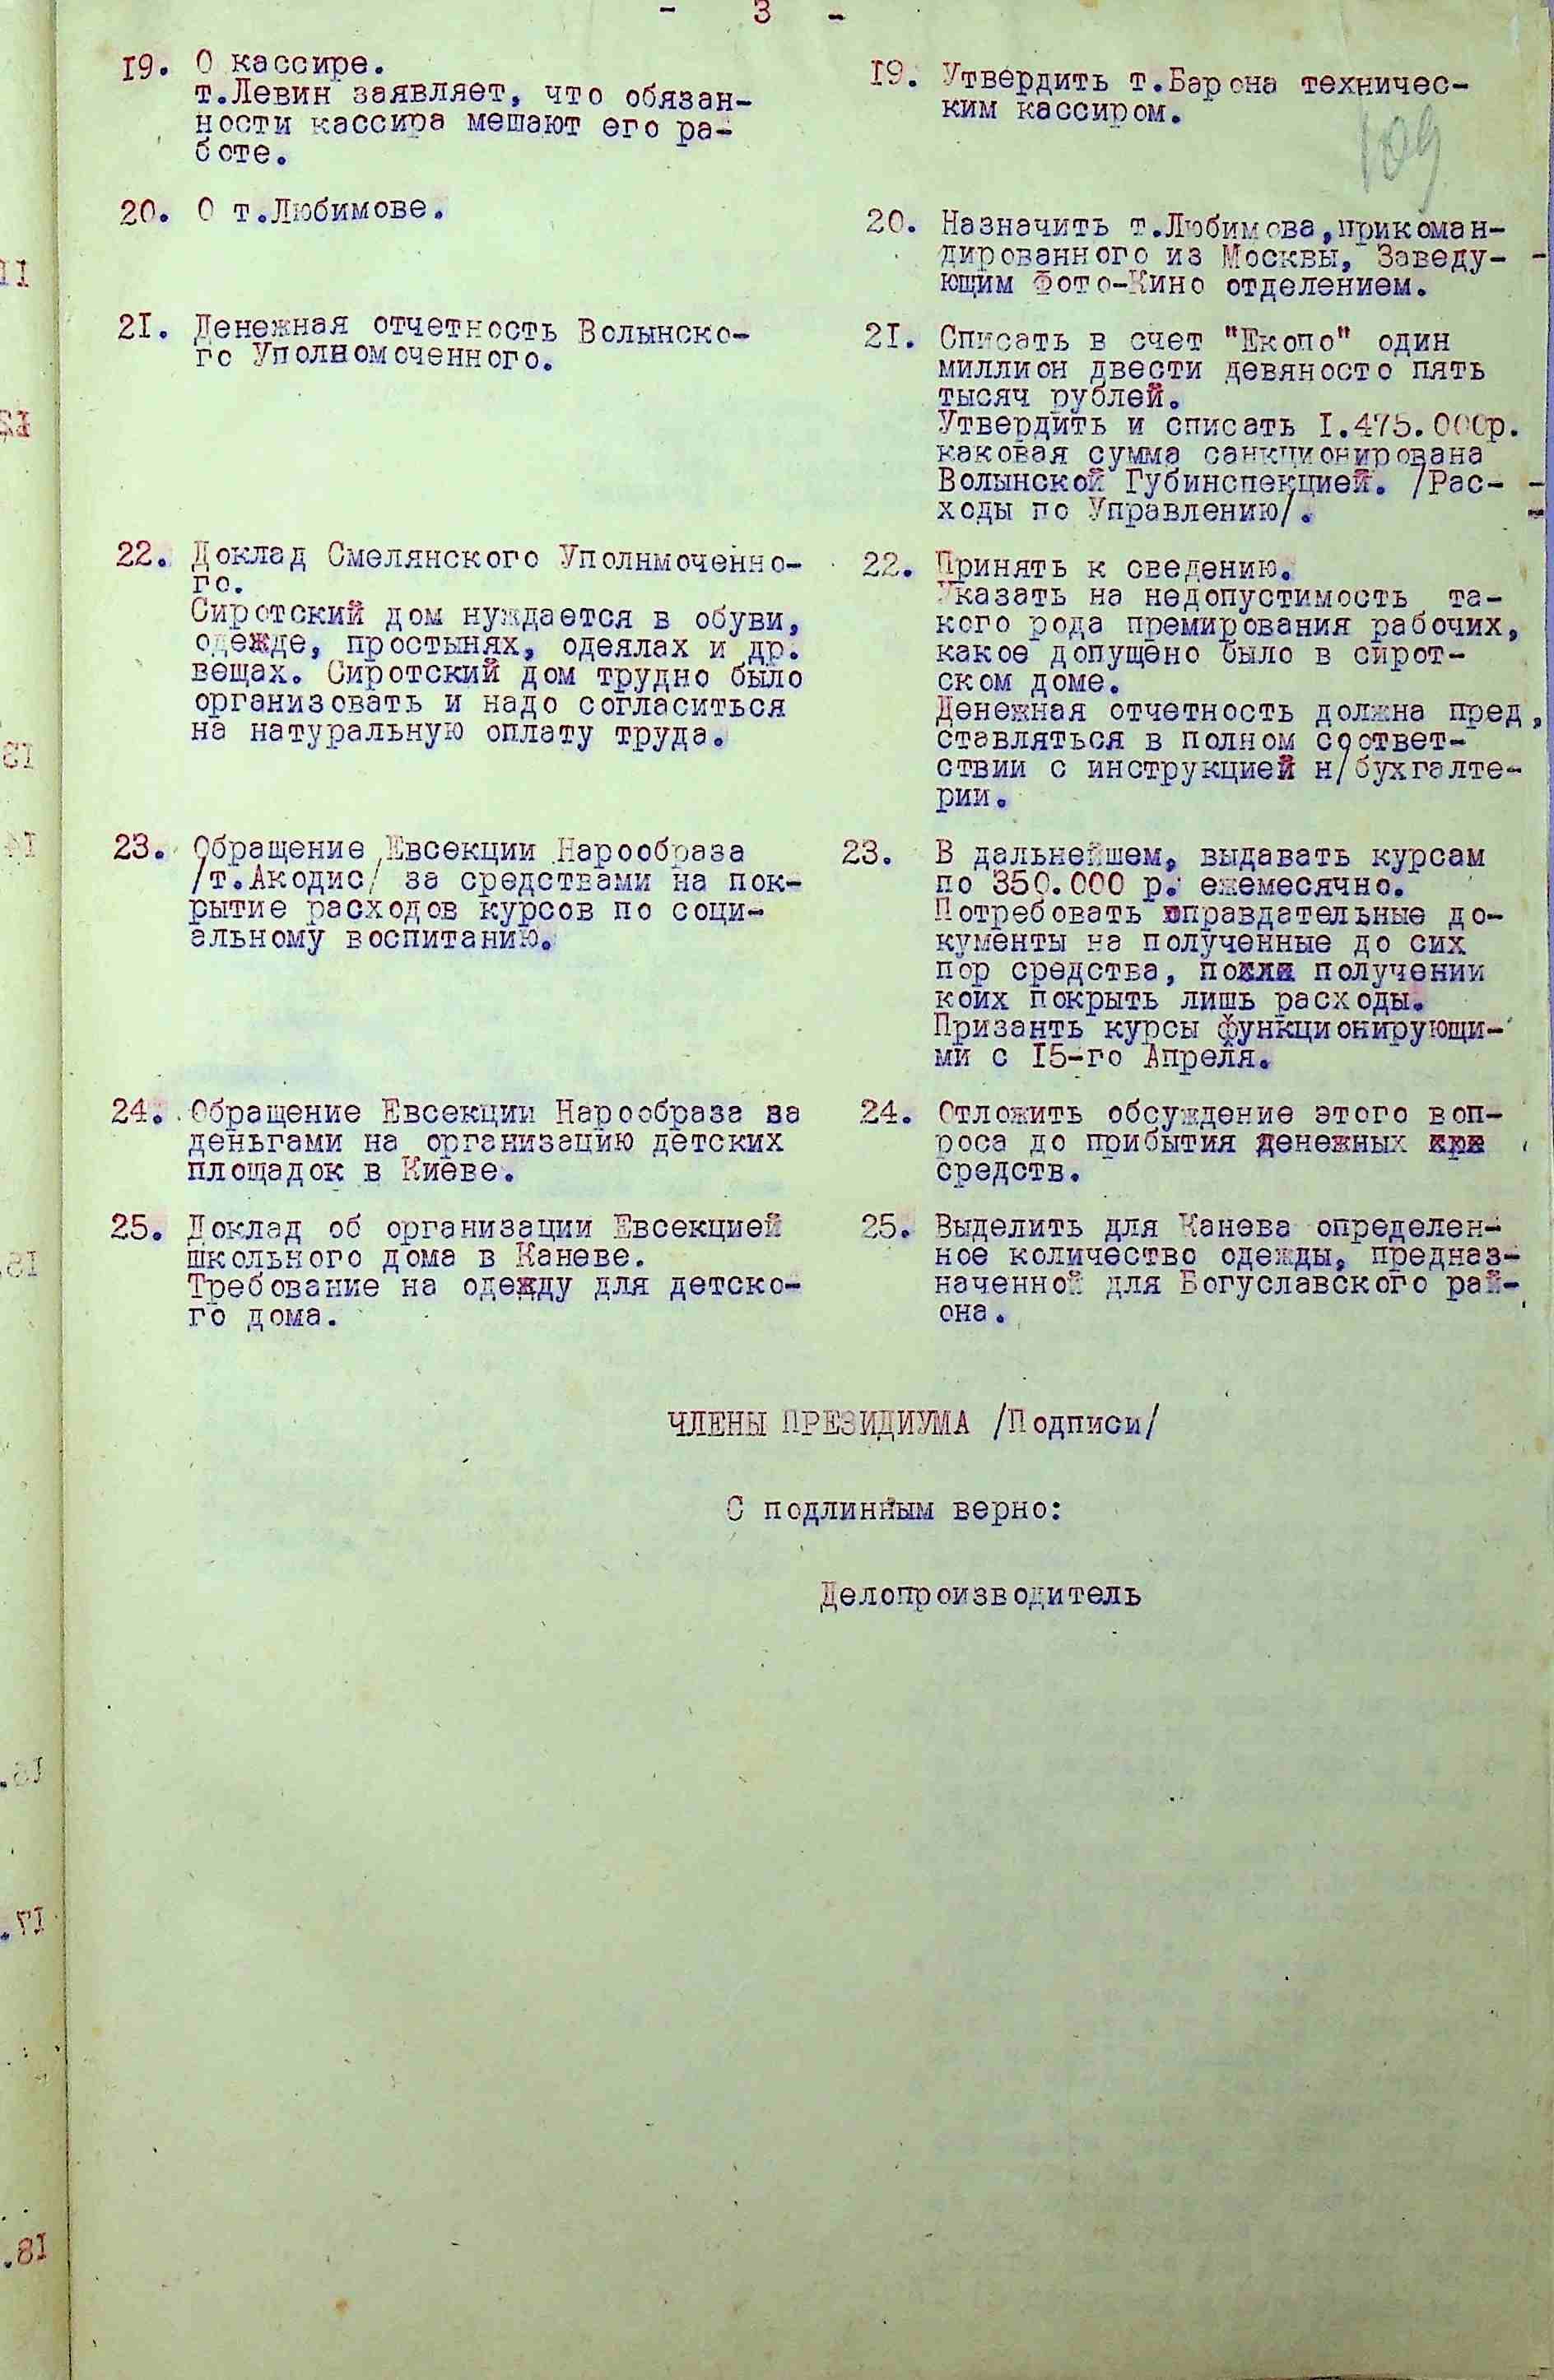 - 3 -
19. О кассире.
т.Левин заявляет, что обязан-
ности кассира мешают его ра-
боте.
19. Утвердить т.Барона техничес-
ким кассиром.
109
20. О т.Любимове.
20. Назначить т.Любимова,прикоман-
дированного из Москвы, Заведу-
ющим Фото-Кино отделением.
21. Денежная отчетность Волынско-
го Уполномоченного.
21. Списать в счет "Екопо" один
миллион двести девяносто пять
тысяч рублей.
Утвердить и списать I.475.000р.
каковая сумма санкционирована
Волынской Губинспекцией. /Рас-
ходы по Управлению/.
22. Доклад Смелянского Уполнмоченно-
го.
Сиротский дом нуждается в обуви,
одежде, простынях, одеялах и др.
вещах. Сиротский дом трудно было
организовать и надо согласиться
на натуральную оплату труда.
22. Принять к сведению.
Указать на недопустимость та-
кого рода премирования рабочих,
какое допущено было в сирот-
ском доме.
Денежная отчетность должна пред,
ставляться в полном соответ-
ствии с инструкцией н/бухгалте-
рии.
23. Обращение Евсекции Нарообраза
/т.Акодис/ за средствами на пок-
рытие расходов курсов по соци-
альному воспитанию.
23. В дальнейшем, выдавать курсам
по 350.000 р. ежемесячно.
Потребовать оправдательные до-
кументы на полученные до сих
пор средства, по получении
коих покрыть лишь расходы.
Призанть курсы функционирующи-
ми с I5-го Апреля.
24. Обращение Евсекции Нарообраза за
деньгами на организацию детских
площадок в Киеве.
24. Отложить обсуждение этого воп-
роса до прибытия денежных
средств.
25. Доклад об организации Евсекцией
школьного дома в Каневе.
Требование на одежду для детско-
го дома.
25. Выделить для Канева определен-
ное количество одежды, предназ-
наченной для Богуславского рай-
она.
ЧЛЕНЫ ПРЕЗИДИУМА /Подписи/
С подлинным верно:
Делопроизводитель